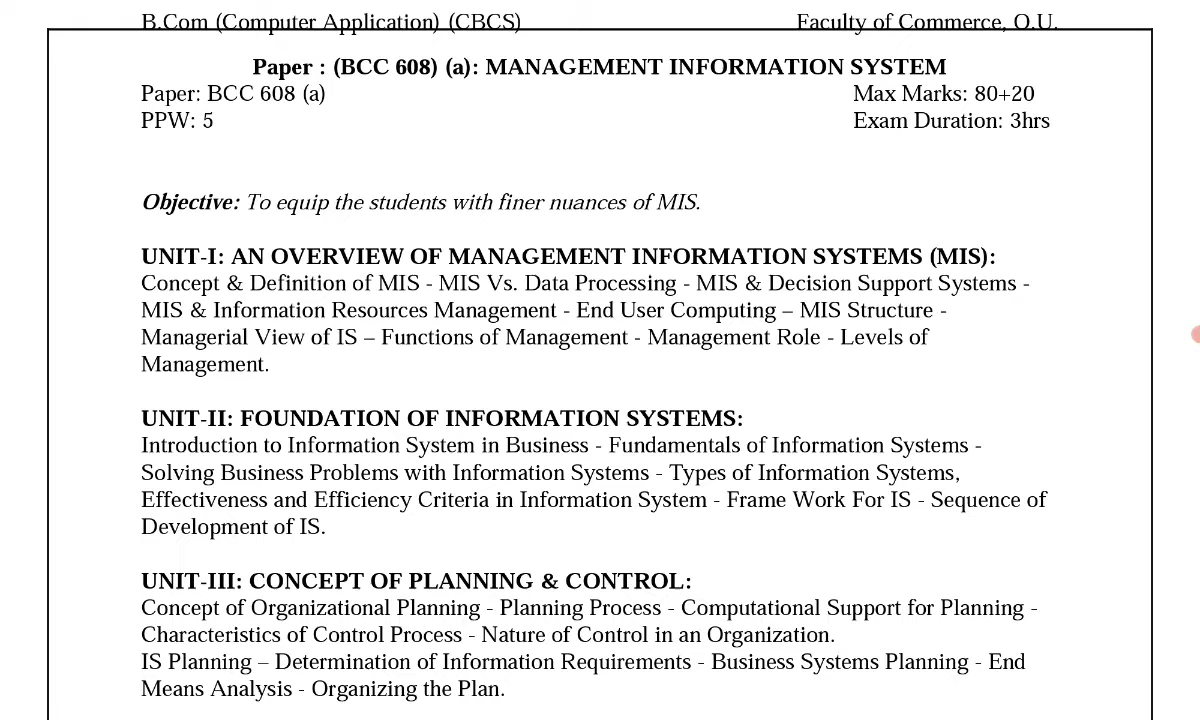 B.Com (Computer Application) (CBCS) Faculty of Commerce, O.U.
Paper : (BCC 608) (a): MANAGEMENT INFORMATION SYSTEM
Paper: BCC 608 (a) Max Marks: 80+20
PPW: 5 Exam Duration: 3hrs
Objective: To equip the students with finer nuances of MIS.
UNIT-I: AN OVERVIEW OF MANAGEMENT INFORMATION SYSTEMS (MIS):
Concept & Definition of MIS - MIS Vs. Data Processing - MIS & Decision Support Systems -
MIS & Information Resources Management - End User Computing – MIS Structure -
Managerial View of IS – Functions of Management - Management Role - Levels of
Management.
UNIT-II: FOUNDATION OF INFORMATION SYSTEMS:
Introduction to Information System in Business - Fundamentals of Information Systems -
Solving Business Problems with Information Systems - Types of Information Systems,
Effectiveness and Efficiency Criteria in Information System - Frame Work For IS - Sequence of
Development of IS.
UNIT-III: CONCEPT OF PLANNING & CONTROL:
Concept of Organizational Planning - Planning Process - Computational Support for Planning -
Characteristics of Control Process - Nature of Control in an Organization.
IS Planning – Determination of Information Requirements - Business Systems Planning - End
Means Analysis - Organizing the Plan.